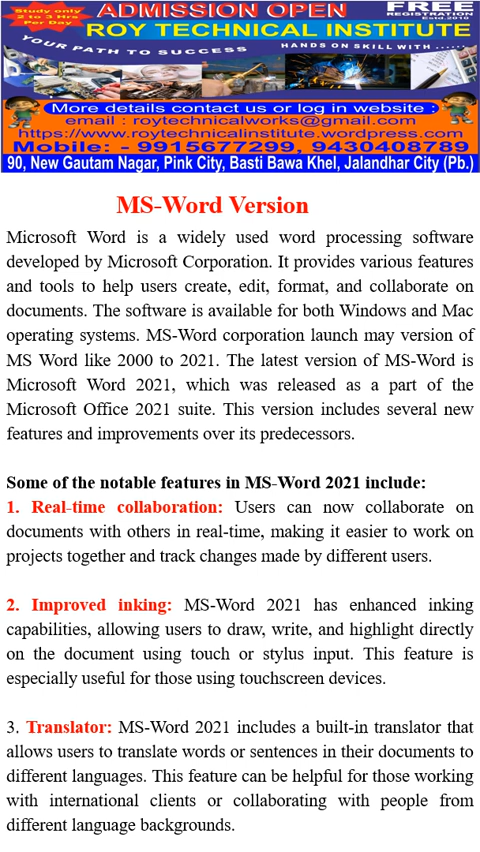 Study only
2 to 3 Hrs
Per Day
ADMISSION OPEN
FREE
REGISTRATION
Estd.2010
ROY TECHNICAL INSTITUTE
YOUR PATH TO SUCCESS
HANDS ON SKILL WITH ......
More details contact us or log in website :
email : roytechnicalworks@gmail.com
https://www.roytechnicalinstitute.wordpress.com
Mobile: - 9915677299, 9430408789
90, New Gautam Nagar, Pink City, Basti Bawa Khel, Jalandhar City (Pb.)
MS-Word Version
Microsoft Word is a widely used word processing software
developed by Microsoft Corporation. It provides various features
and tools to help users create, edit, format, and collaborate on
documents. The software is available for both Windows and Mac
operating systems. MS-Word corporation launch may version of
MS Word like 2000 to 2021. The latest version of MS-Word is
Microsoft Word 2021, which was released as a part of the
Microsoft Office 2021 suite. This version includes several new
features and improvements over its predecessors.
Some of the notable features in MS-Word 2021 include:
1. Real-time collaboration: Users can now collaborate on
documents with others in real-time, making it easier to work on
projects together and track changes made by different users.
2. Improved inking: MS-Word 2021 has enhanced inking
capabilities, allowing users to draw, write, and highlight directly
on the document using touch or stylus input. This feature is
especially useful for those using touchscreen devices.
3. Translator: MS-Word 2021 includes a built-in translator that
allows users to translate words or sentences in their documents to
different languages. This feature can be helpful for those working
with international clients or collaborating with people from
different language backgrounds.